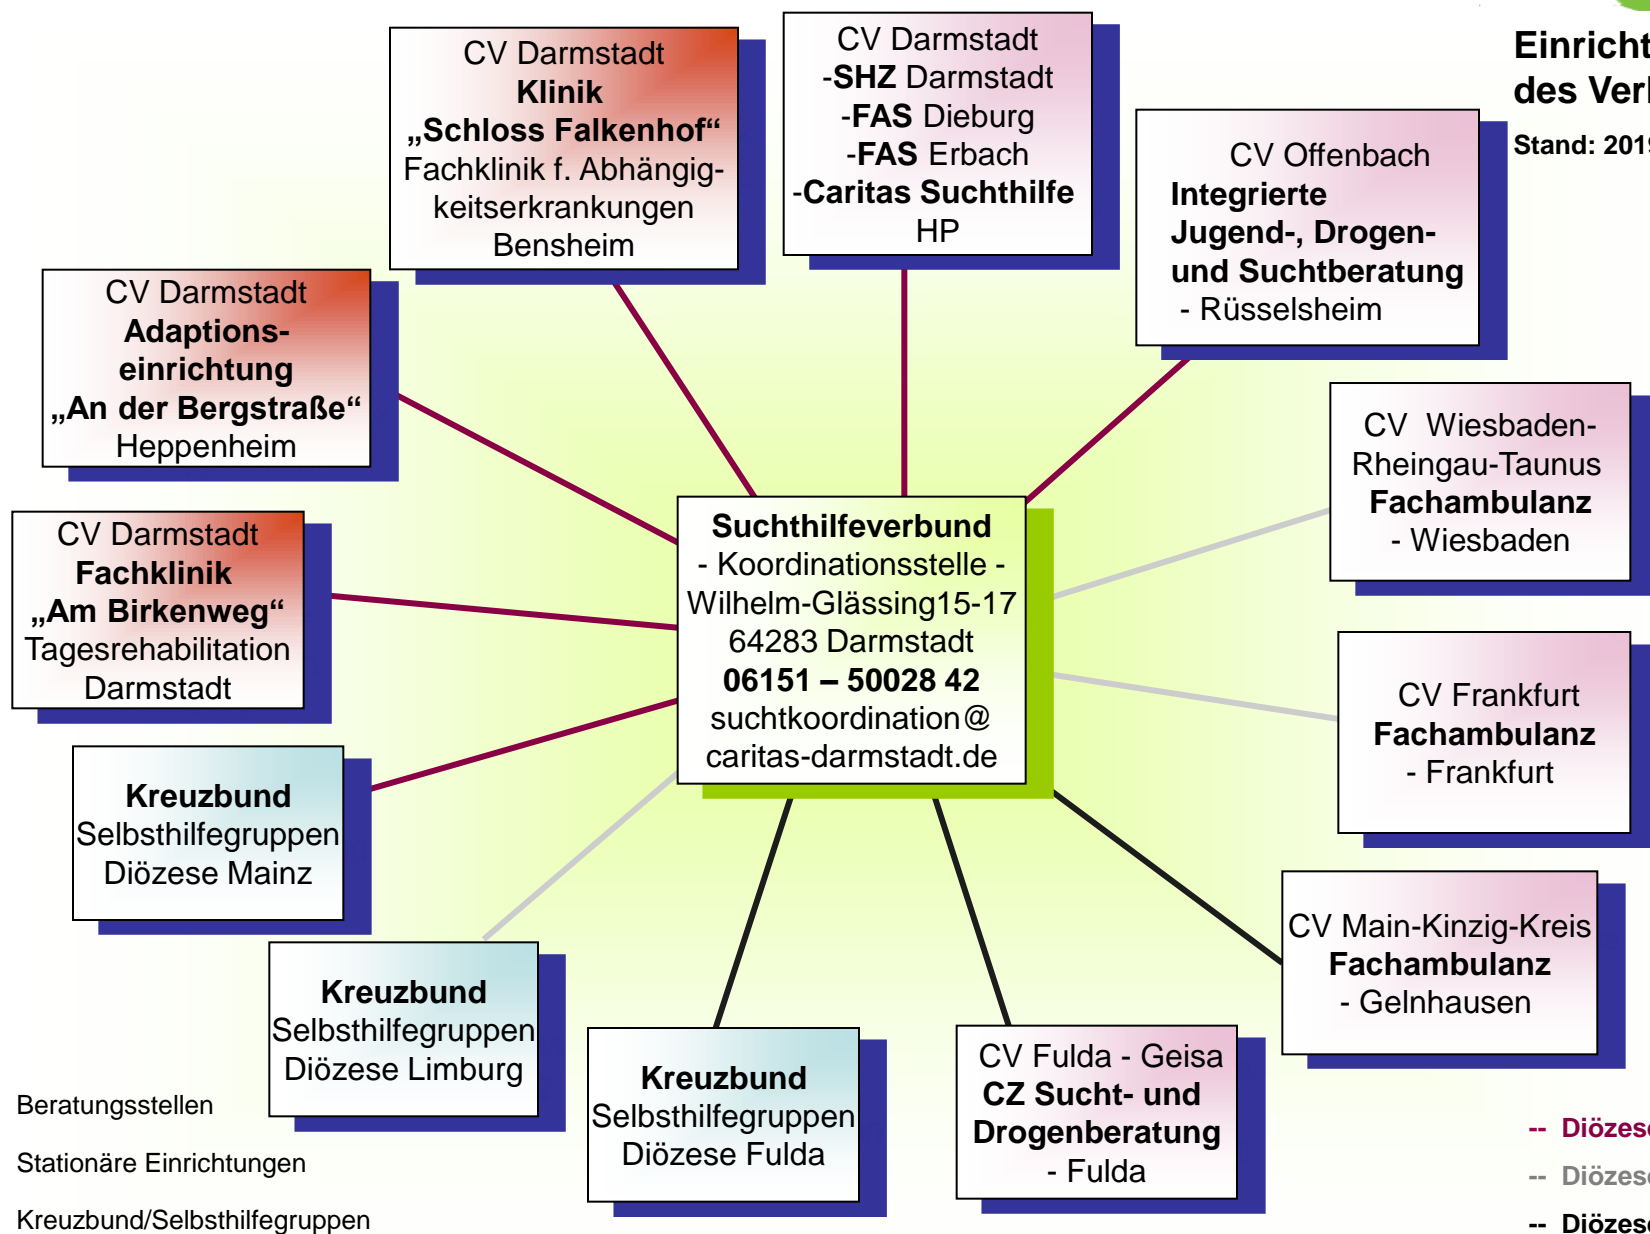 CV Darmstadt
Klinik
„Schloss Falkenhof“
Fachklinik f. Abhängig-
keitserkrankungen
Bensheim
CV Darmstadt
-SHZ Darmstadt
-FAS Dieburg
-FAS Erbach
-Caritas Suchthilfe
HP
Stand: 2019
CV Offenbach
Integrierte
Jugend-, Drogen-
und Suchtberatung
- Rüsselsheim
CV Darmstadt
Adaptions-
einrichtung
„An der Bergstraße“
Heppenheim
CV Wiesbaden-
Rheingau-Taunus
Fachambulanz
- Wiesbaden
Suchthilfeverbund
- Koordinationsstelle -
Wilhelm-Glässing15-17
64283 Darmstadt
06151 – 50028 42
suchtkoordination@
caritas-darmstadt.de
CV Darmstadt
Fachklinik
„Am Birkenweg“
Tagesrehabilitation
Darmstadt
CV Frankfurt
Fachambulanz
- Frankfurt
Kreuzbund
Selbsthilfegruppen
Diözese Mainz
CV Main-Kinzig-Kreis
Fachambulanz
- Gelnhausen
Kreuzbund
Selbsthilfegruppen
Diözese Limburg
Kreuzbund
Selbsthilfegruppen
Diözese Fulda
CV Fulda - Geisa
CZ Sucht- und
Drogenberatung
- Fulda
Beratungsstellen
Stationäre Einrichtungen
Kreuzbund/Selbsthilfegruppen
-- Diözese
-- Diözese
-- Diözese